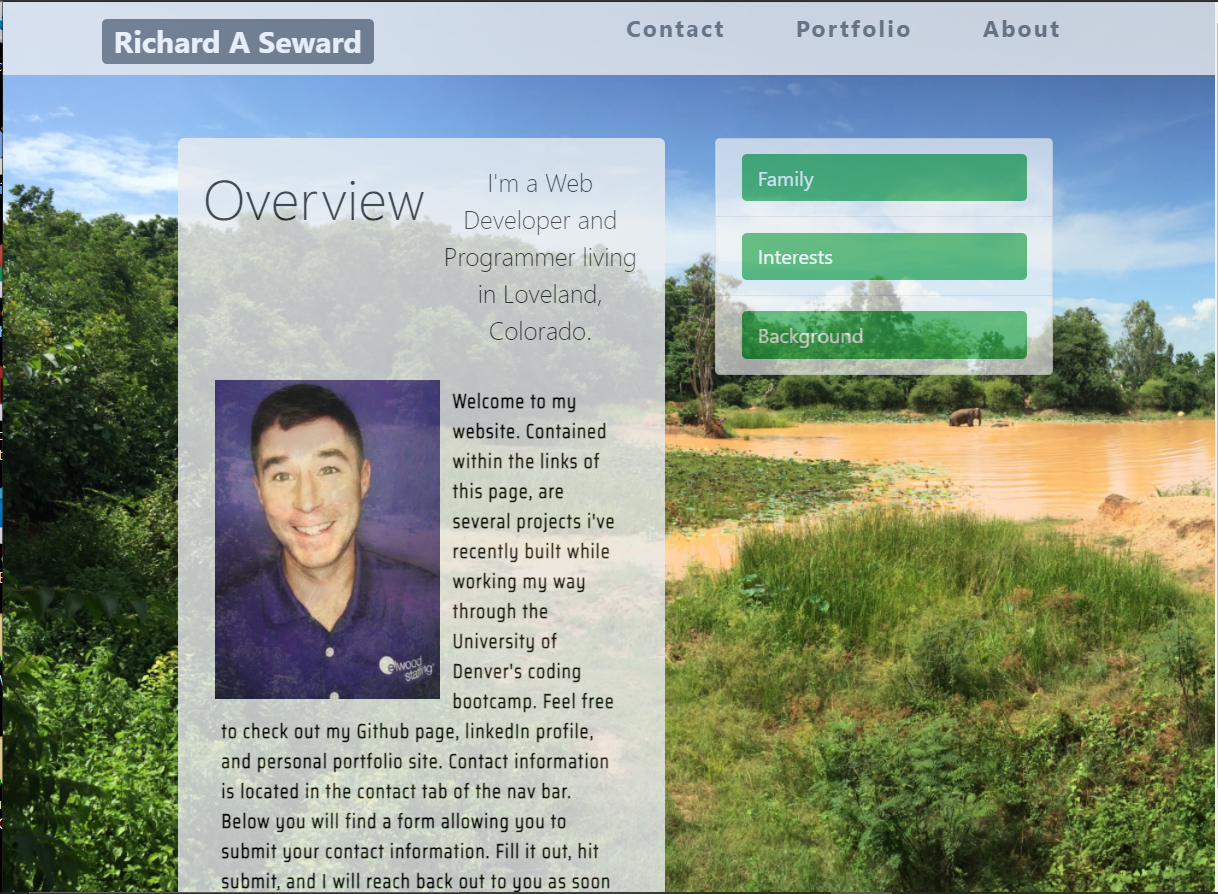 Richard A Seward
Contact
Portfolio
About
Overview
I'm a Web
Developer and
Programmer living
in Loveland,
Colorado.
Family
Interests
Background
Welcome to my
website. Contained
within the links of
this page, are
several projects i've
recently built while
working my way
through the
University of
Denver's coding
bootcamp. Feel free
to check out my Github page, linkedIn profile,
and personal portfolio site. Contact information
is located in the contact tab of the nav bar.
Below you will find a form allowing you to
submit your contact information. Fill it out, hit
submit, and I will reach back out to you as soon
elwood
staffing